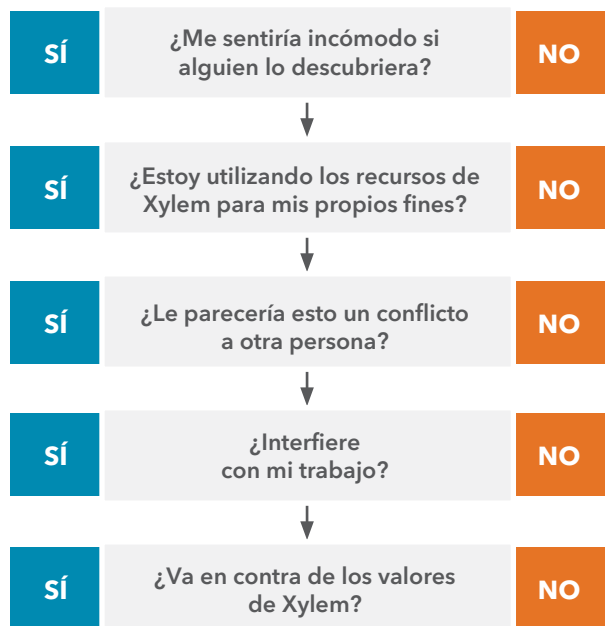 SÍ
¿Me sentiría incómodo si
alguien lo descubriera?
NO
SÍ
¿Estoy utilizando los recursos de
Xylem para mis propios fines?
NO
SÍ
¿Le parecería esto un conflicto
a otra persona?
NO
SÍ
¿Interfiere
con mi trabajo?
NO
SÍ
¿Va en contra de los valores
de Xylem?
NO